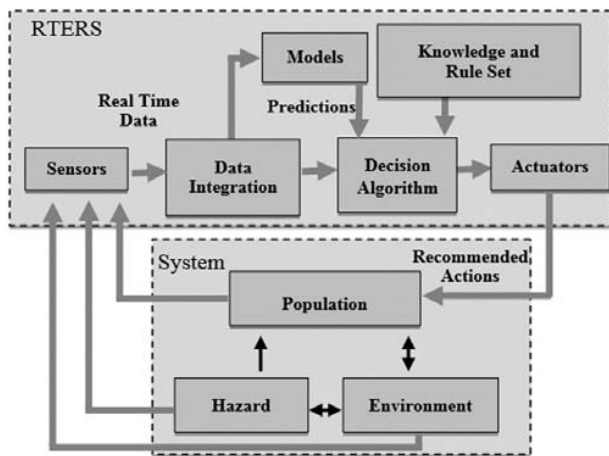 RTERS
Models
Knowledge and
Rule Set
Real Time
Data
Predictions
Sensors
Data
Integration
Decision
Algorithm
Actuators
System
Recommended
Actions
Population
Hazard
Environment